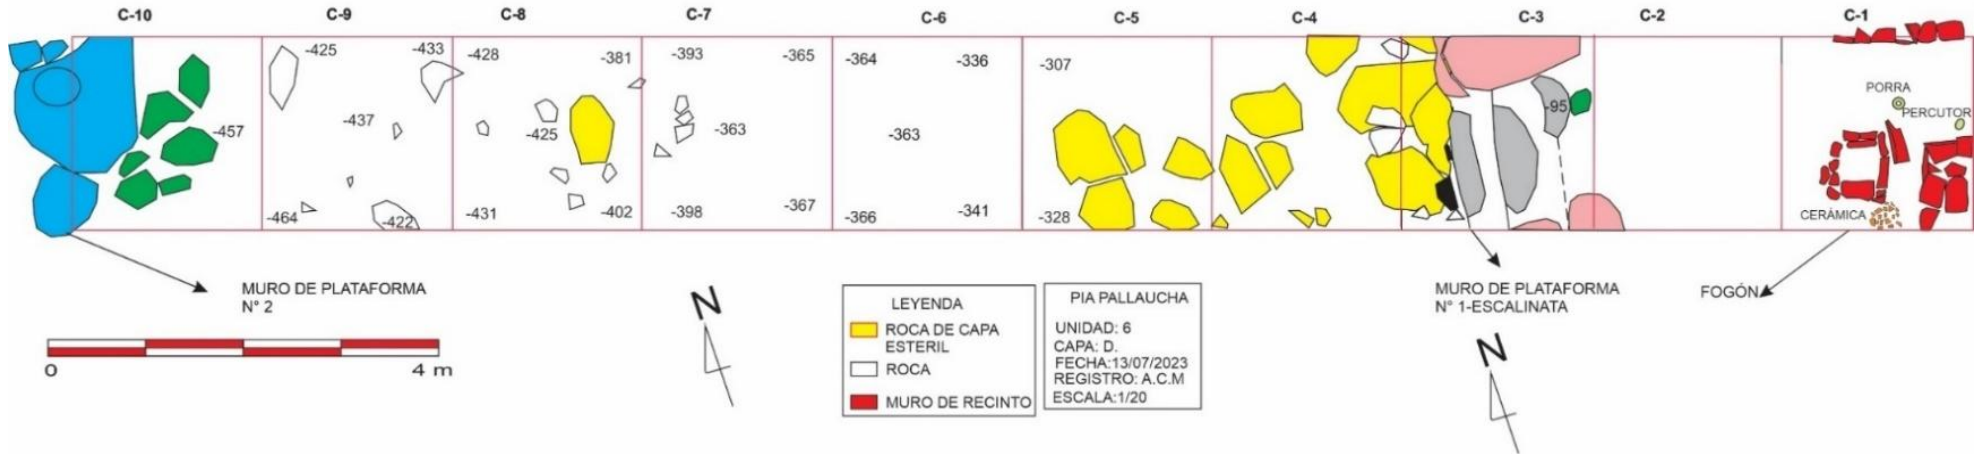 C-10 C-9 C-8 C-7 C-6 C-5 C-4 C-3 C-2 C-1
-425 -433 -428 -381 -393 -365 -364 -336 -307
PORRA
-95
PERCUTOR
-457 -437 -425 -363 -363
-464 -422 -431 -402 -398 -367 -366 -341 -328
CERÁMICA
MURO DE PLATAFORMA
N° 2
N
LEYENDA
ROCA DE CAPA
ESTERIL
ROCA
MURO DE RECINTO
PIA PALLAUCHA
UNIDAD: 6
CAPA: D.
FECHA:13/07/2023
REGISTRO: A.C.M
ESCALA:1/20
MURO DE PLATAFORMA
N° 1-ESCALINATA
FOGÓN
N
0 4 m